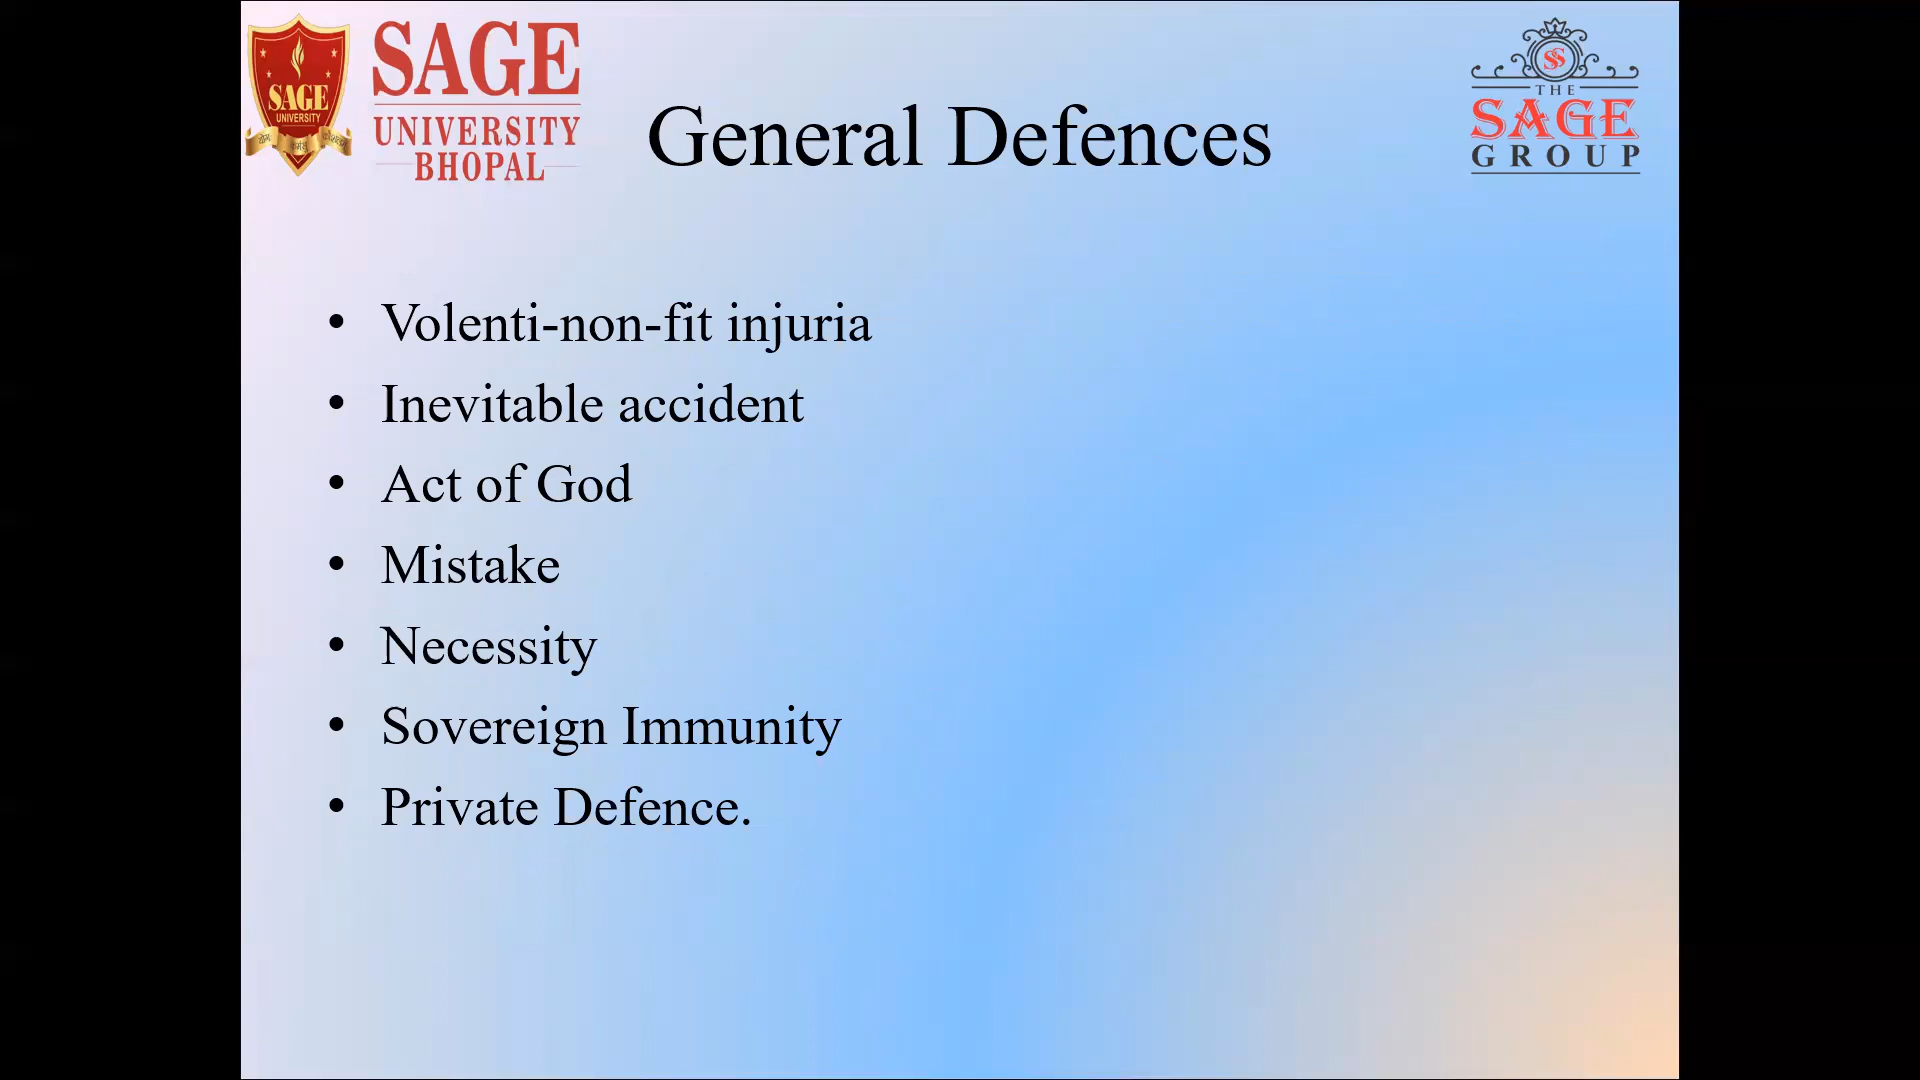 SAGE
UNIVERSITY
SAGE
UNIVERSITY
BHOPAL
General Defences
SS
THE
SAGE
GROUP
• Volenti-non-fit injuria
• Inevitable accident
• Act of God
• Mistake
• Necessity
• Sovereign Immunity
• Private Defence.